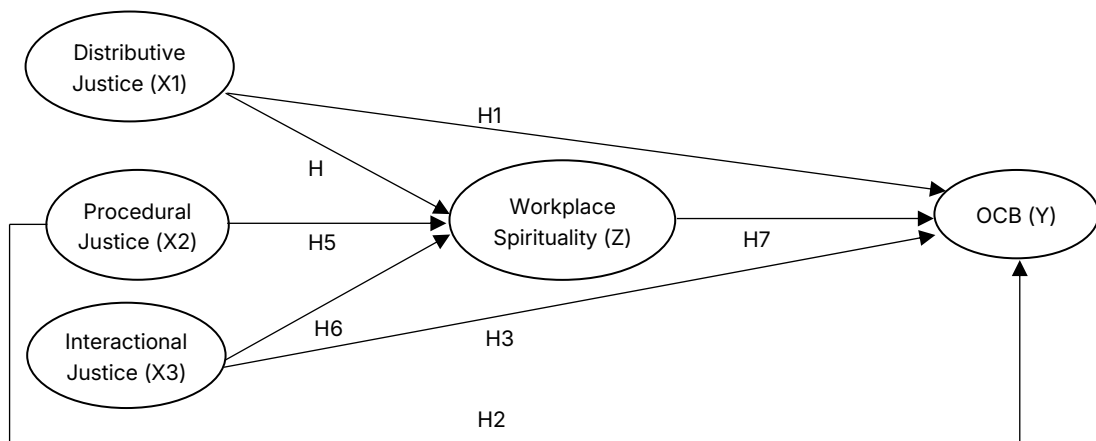 Distributive
Justice (X1)
H1
H
Procedural
Justice (X2)
Workplace
Spirituality (Z)
OCB (Y)
H5
H7
Interactional
Justice (X3)
H6
H3
H2